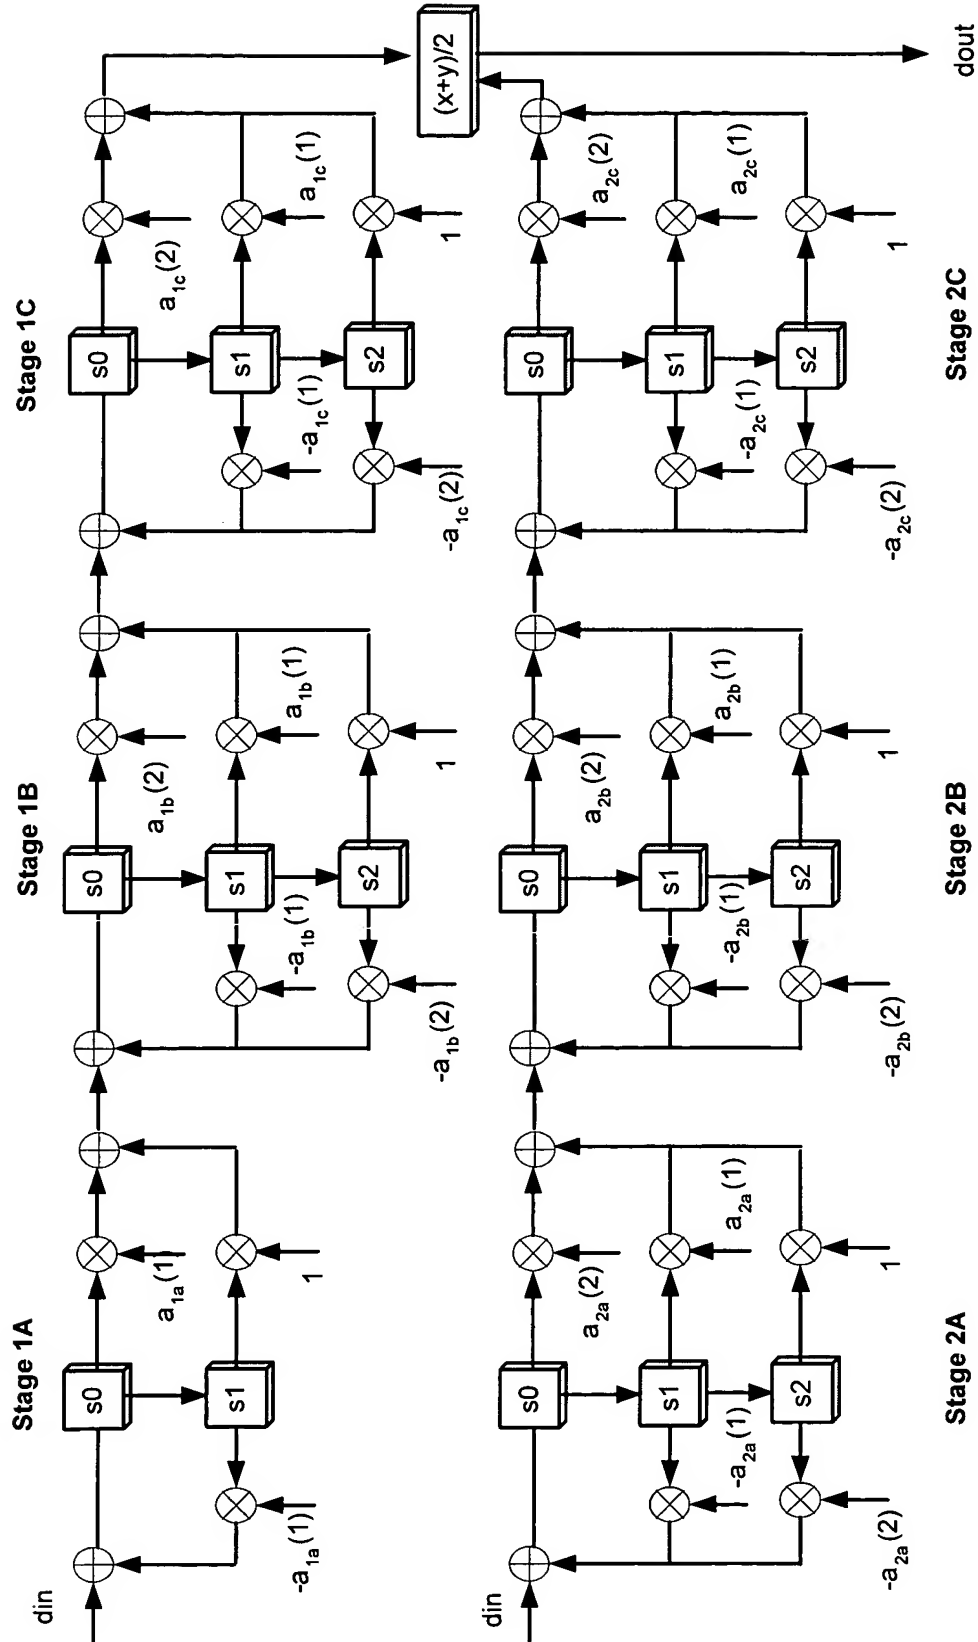 Stage 1A
Stage 1B
Stage 1C
din
s0
s1
-a1a(1)
a1a(1)
1
s0
s1
s2
-a1b(1)
-a1b(2)
a1b(2)
a1b(1)
1
s0
s1
s2
-a1c(1)
-a1c(2)
a1c(2)
a1c(1)
1
(x+y)/2
dout
din
s0
s1
s2
-a2a(1)
-a2a(2)
a2a(2)
a2a(1)
1
s0
s1
s2
-a2b(1)
-a2b(2)
a2b(2)
a2b(1)
1
s0
s1
s2
-a2c(1)
-a2c(2)
a2c(2)
a2c(1)
1
Stage 2A
Stage 2B
Stage 2C